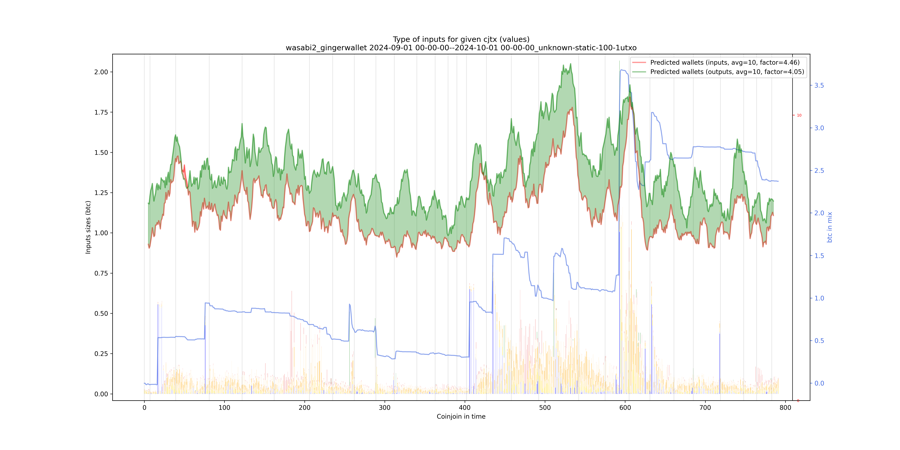 Type of inputs for given cjtx (values)
wasabi2_gingerwallet 2024-09-01 00-00-00--2024-10-01 00-00-00_unknown-static-100-1utxo
Predicted wallets (inputs, avg=10, factor=4.46)
Predicted wallets (outputs, avg=10, factor=4.05)
2.00
1.75
1.50
1.25
1.00
0.75
0.50
0.25
0.00
Inputs sizes (btc)
3.5
3.0
2.5
2.0
1.5
1.0
0.5
0.0
btc in mix
0 100 200 300 400 500 600 700 800
Coinjoin in time